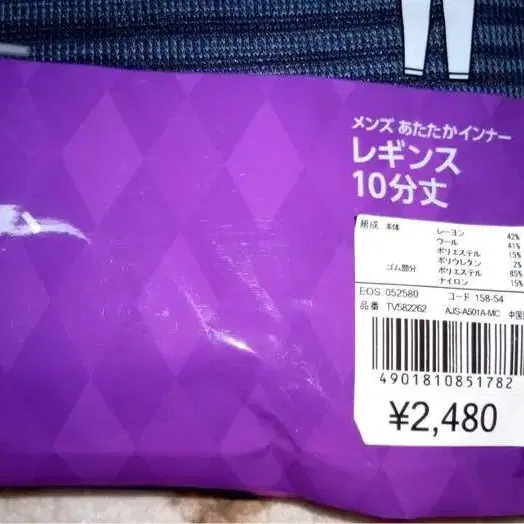 メンズ あたたかインナー
レギンス
10分丈
組成 本体 レーヨン 42%
ウール 41%
ポリエステル 15%
ポリウレタン 2%
ゴム部分 ポリエステル 85%
ナイロン 15%
EOS 052580 コード 158-54
品番 TV582262 AJS-A501A-MC 中国
4901810851782
¥2,480